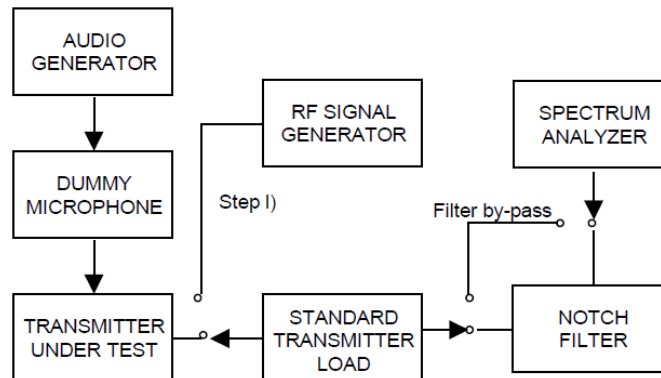 AUDIO
GENERATOR
RF SIGNAL
GENERATOR
SPECTRUM
ANALYZER
DUMMY
MICROPHONE
Step l)
Filter by-pass
TRANSMITTER
UNDER TEST
STANDARD
TRANSMITTER
LOAD
NOTCH
FILTER